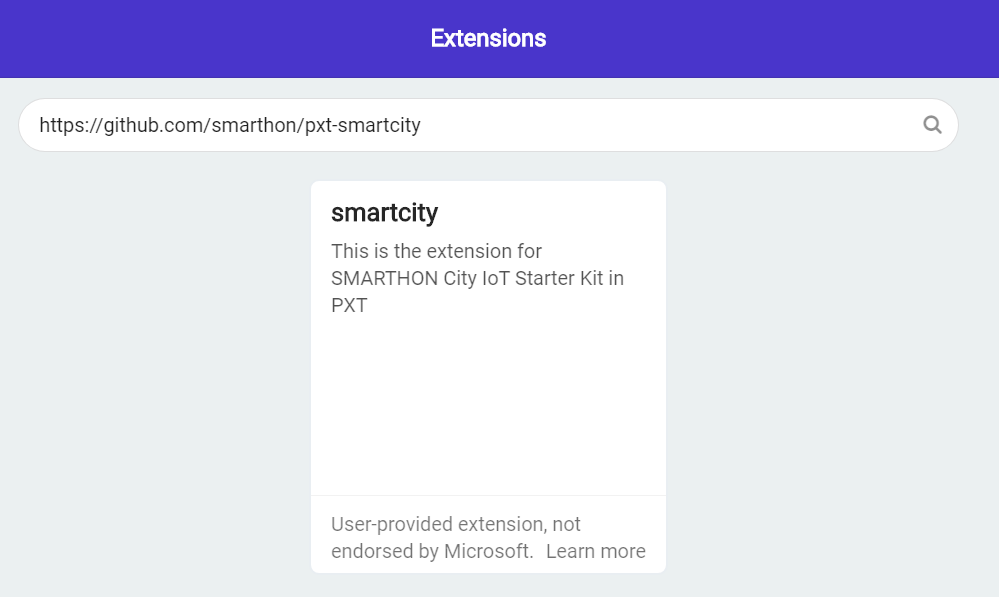 Extensions
https://github.com/smarthon/pxt-smartcity
smartcity
This is the extension for
SMARTHON City IoT Starter Kit in
PXT
User-provided extension, not
endorsed by Microsoft. Learn more